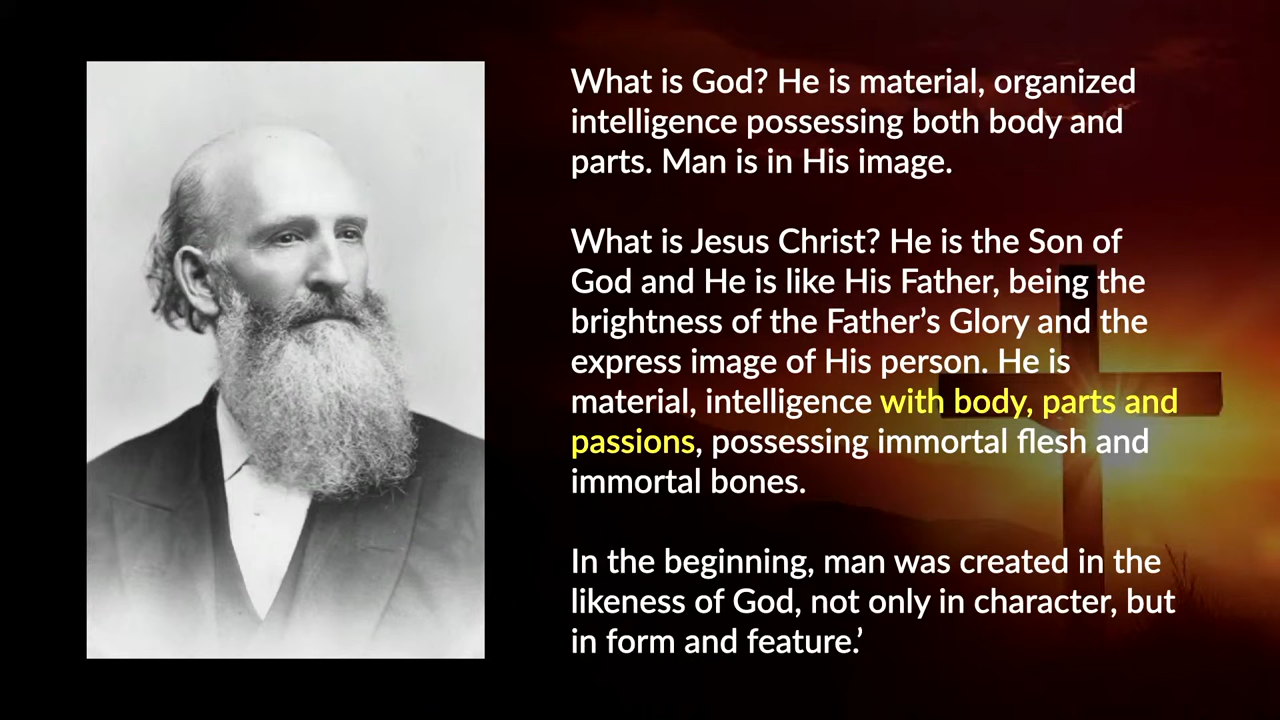 What is God? He is material, organized
intelligence possessing both body and
parts. Man is in His image.
What is Jesus Christ? He is the Son of
God and He is like His Father, being the
brightness of the Father’s Glory and the
express image of His person. He is
material, intelligence with body, parts and
passions, possessing immortal flesh and
immortal bones.
In the beginning, man was created in the
likeness of God, not only in character, but
in form and feature.’